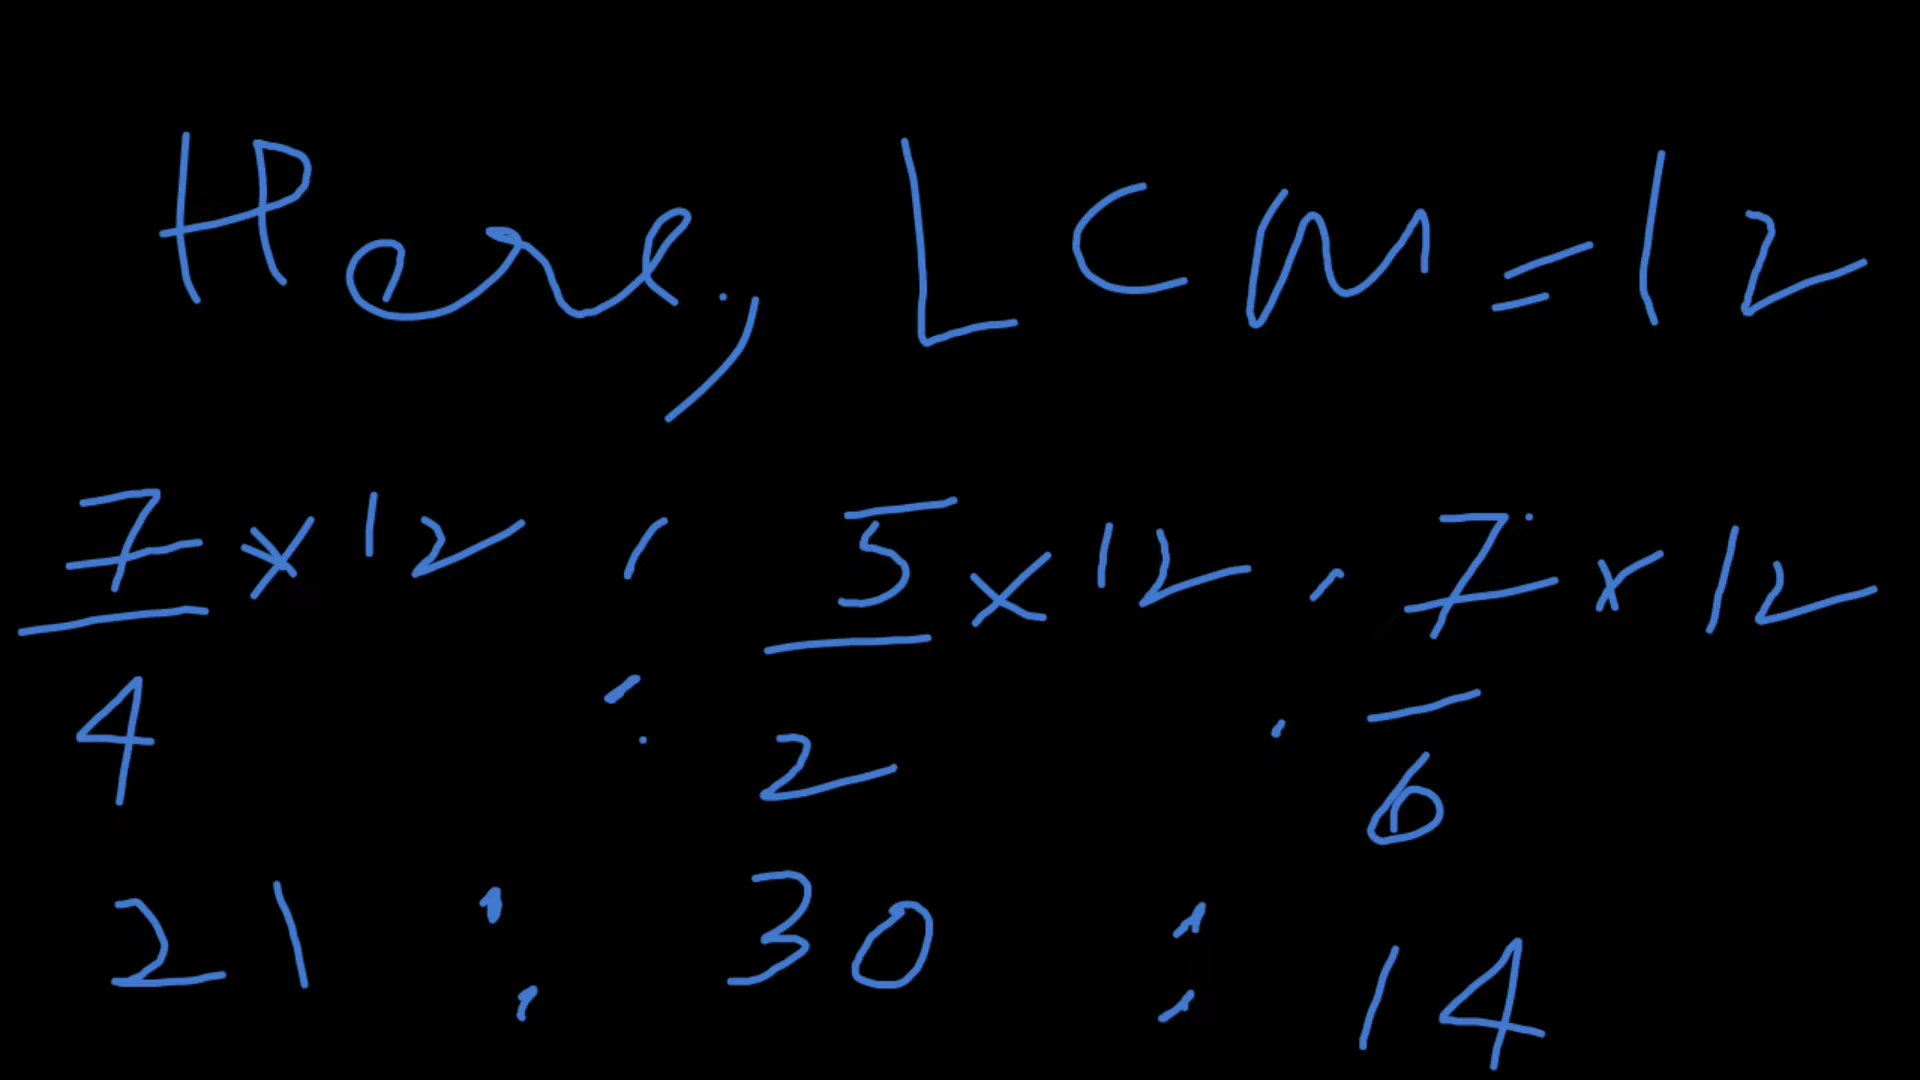 Here, LCM = 12
7/4 × 12 : 5/2 × 12 : 7/6 × 12
21 : 30 : 14